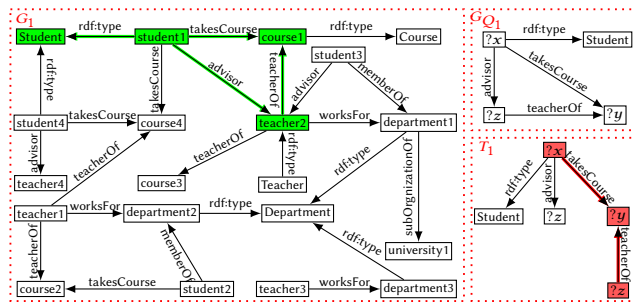 G1
Student
rdf:type
student1
takesCourse
course1
rdf:type
Course
rdf:type
takesCourse
advisor
teacherOf
student3
advisor
memberOf
student4
takesCourse
course4
teacher2
worksFor
department1
advisor
teacherOf
teacherOf
rdf:type
rdf:type
subOrgnizationOf
teacher4
course3
Teacher
teacher1
worksFor
department2
rdf:type
Department
teacherOf
memberOf
rdf:type
university1
course2
takesCourse
student2
teacher3
worksFor
department3
GQ1
?x
rdf:type
Student
advisor
takesCourse
?z
teacherOf
?y
T1
?x
rdf:type
advisor
takesCourse
Student
?z
?y
teacherOf
?z